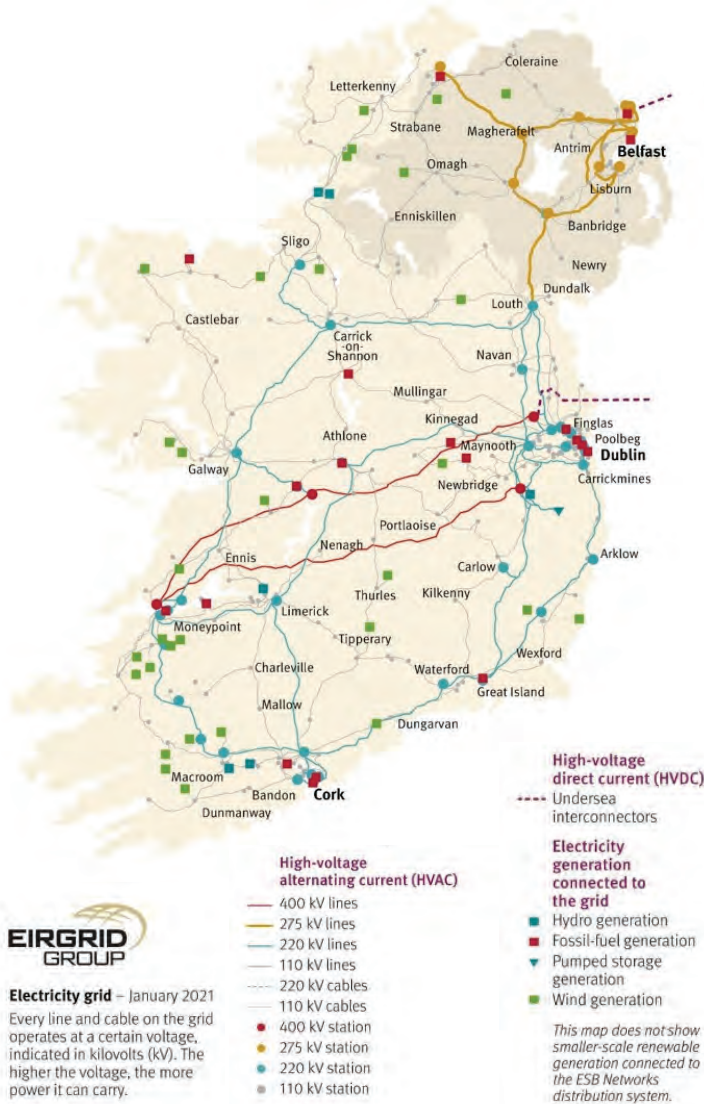 Coleraine
Letterkenny
Strabane
Magherafelt
Antrim
Belfast
Omagh
Lisburn
Enniskillen
Banbridge
Sligo
Newry
Dundalk
Louth
Castlebar
Carrick
-on-
Shannon
Navan
Mullingar
Kinnegad
Finglas
Athlone
Maynooth
Poolbeg
Dublin
Galway
Newbridge
Carrickmines
Portlaoise
Ennis
Nenagh
Arklow
Carlow
Thurles
Kilkenny
Limerick
Moneypoint
Tipperary
Wexford
Charleville
Waterford
Great Island
Mallow
Dungarvan
Macroom
Bandon
Cork
Dunmanway
High-voltage
direct current (HVDC)
Undersea
interconnectors
Electricity
generation
connected to
the grid
Hydro generation
Fossil-fuel generation
Pumped storage
generation
Wind generation
This map does not show
smaller-scale renewable
generation connected to
the ESB Networks
distribution system.
High-voltage
alternating current (HVAC)
400 kV lines
275 kV lines
220 kV lines
110 kV lines
220 kV cables
110 kV cables
400 kV station
275 kV station
220 kV station
110 kV station
EIRGRID
GROUP
Electricity grid – January 2021
Every line and cable on the grid
operates at a certain voltage,
indicated in kilovolts (kV). The
higher the voltage, the more
power it can carry.